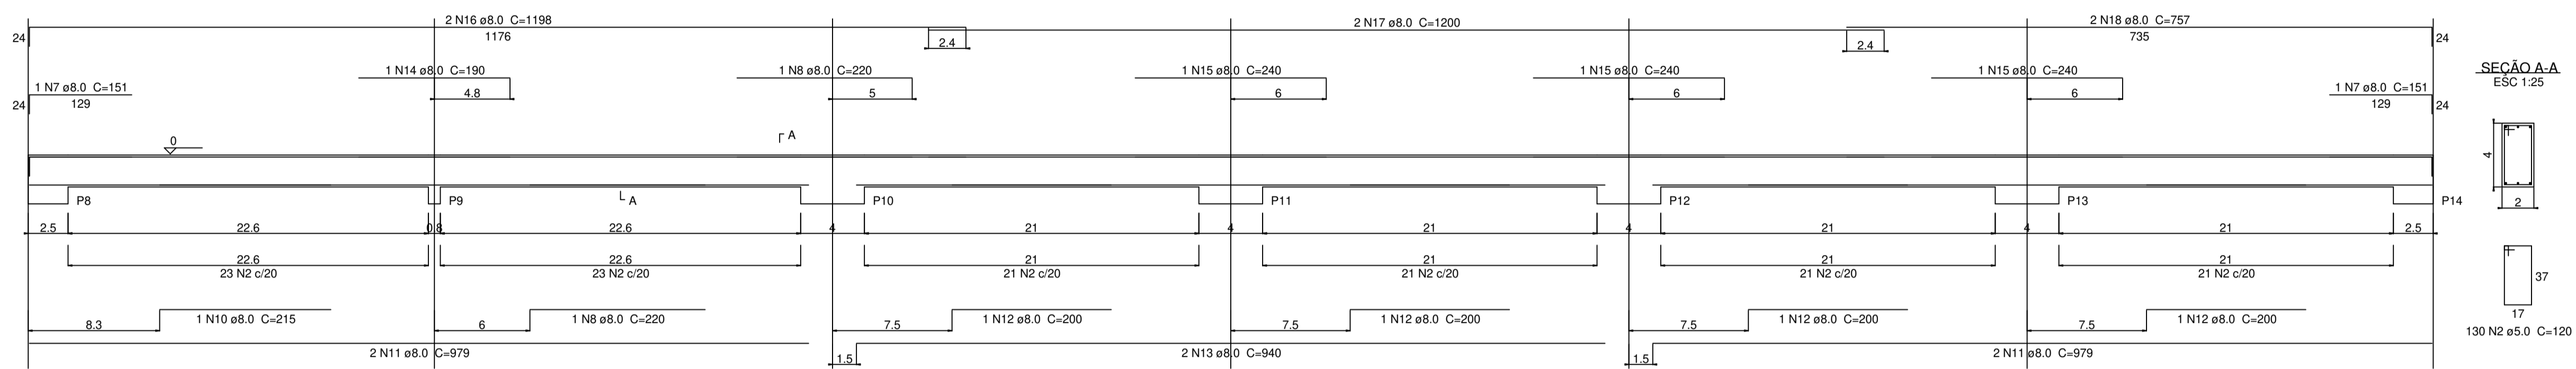 2 N16 ø8.0 C=1198
2 N17 ø8.0 C=1200
2 N18 ø8.0 C=757
24
1176
2.4
2.4
735
24
1 N14 ø8.0 C=190
1 N8 ø8.0 C=220
1 N15 ø8.0 C=240
1 N15 ø8.0 C=240
1 N15 ø8.0 C=240
SEÇÃO A-A
ESC 1:25
1 N7 ø8.0 C=151
1 N7 ø8.0 C=151
24
129
4.8
5
6
6
6
129
24
A
0
4
2
A
P8
P9
P10
P11
P12
P13
P14
2.5
22.6
0.8
22.6
4
21
4
21
4
21
4
21
2.5
22.6
22.6
21
21
21
21
23 N2 c/20
23 N2 c/20
21 N2 c/20
21 N2 c/20
21 N2 c/20
21 N2 c/20
37
17
130 N2 ø5.0 C=120
8.3
1 N10 ø8.0 C=215
6
1 N8 ø8.0 C=220
7.5
1 N12 ø8.0 C=200
7.5
1 N12 ø8.0 C=200
7.5
1 N12 ø8.0 C=200
7.5
1 N12 ø8.0 C=200
2 N11 ø8.0 C=979
1.5
2 N13 ø8.0 C=940
1.5
2 N11 ø8.0 C=979